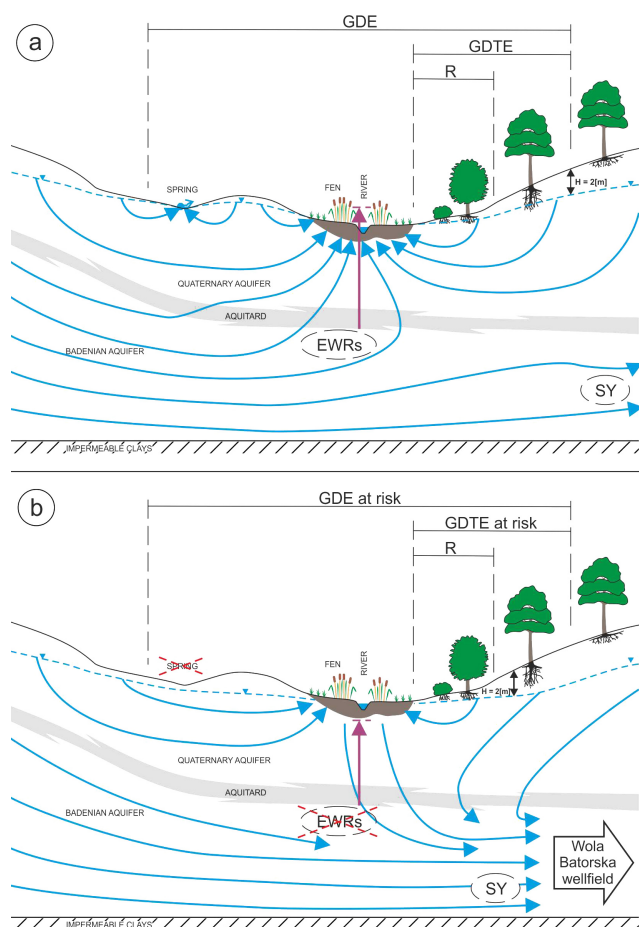 a
GDE
GDTE
R
SPRING
FEN
RIVER
H = 2[m]
QUATERNARY AQUIFER
AQUITARD
EWRs
BADENIAN AQUIFER
SY
IMPERMEABLE CLAYS
b
GDE at risk
GDTE at risk
R
SPRING
FEN
RIVER
H = 2[m]
QUATERNARY AQUIFER
AQUITARD
BADENIAN AQUIFER
EWRs
Wola
Batorska
wellfield
SY
IMPERMEABLE CLAYS